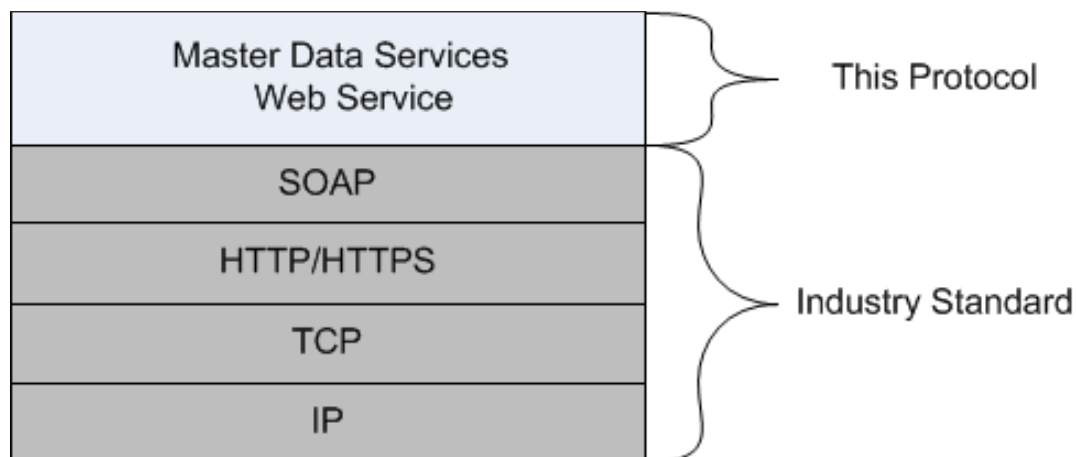 Master Data Services
Web Service
This Protocol
SOAP
HTTP/HTTPS
TCP
IP
Industry Standard